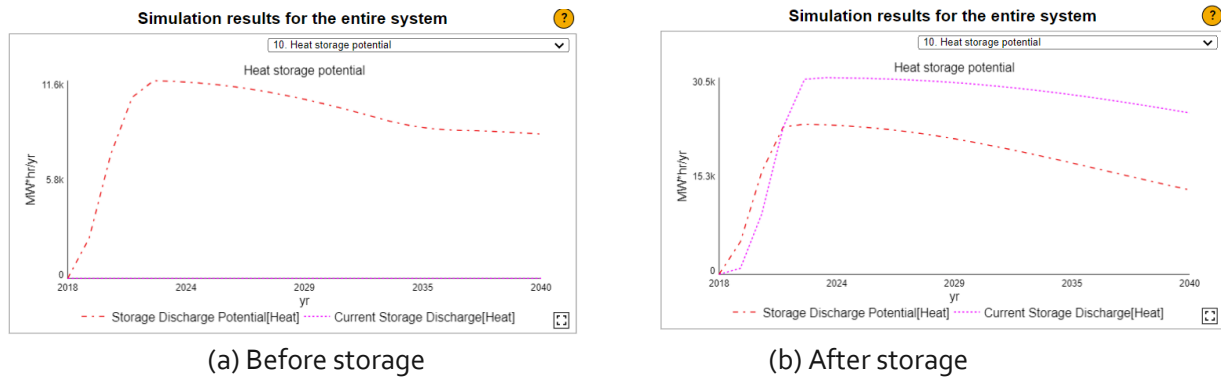 Simulation results for the entire system
?
10. Heat storage potential
Heat storage potential
11.6k
5.8k
0
MW*hr/yr
2018 2024 2029 2035 2040
yr
Storage Discharge Potential[Heat] Current Storage Discharge[Heat]
(a) Before storage
Simulation results for the entire system
?
10. Heat storage potential
Heat storage potential
30.5k
15.3k
0
MW*hr/yr
2018 2024 2029 2035 2040
yr
Storage Discharge Potential[Heat] Current Storage Discharge[Heat]
(b) After storage